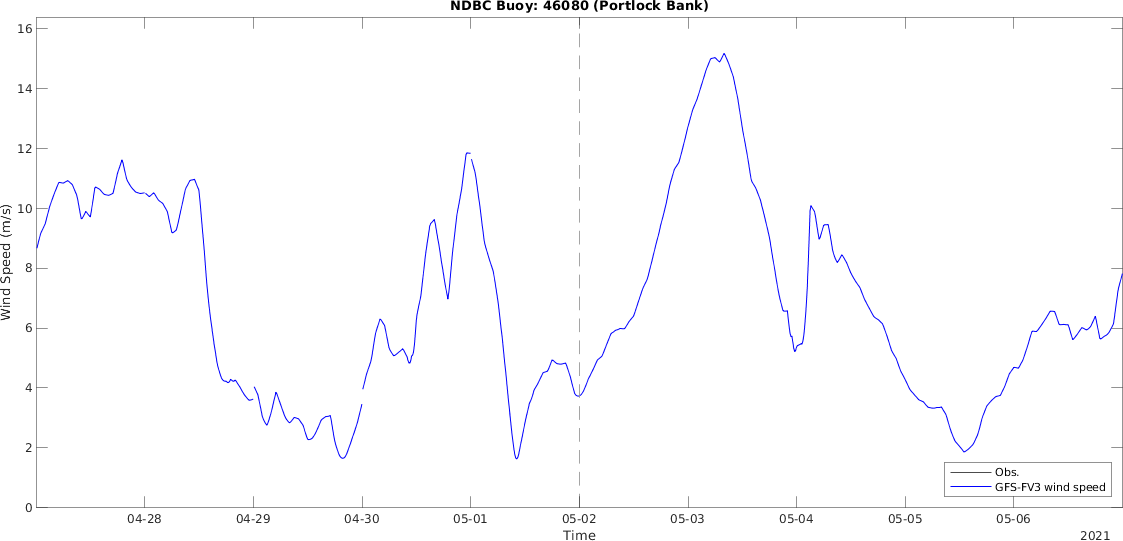 NDBC Buoy: 46080 (Portlock Bank)
16
14
12
10
8
6
4
2
0
Wind Speed (m/s)
Obs.
GFS-FV3 wind speed
04-28 04-29 04-30 05-01 05-02 05-03 05-04 05-05 05-06
Time
2021